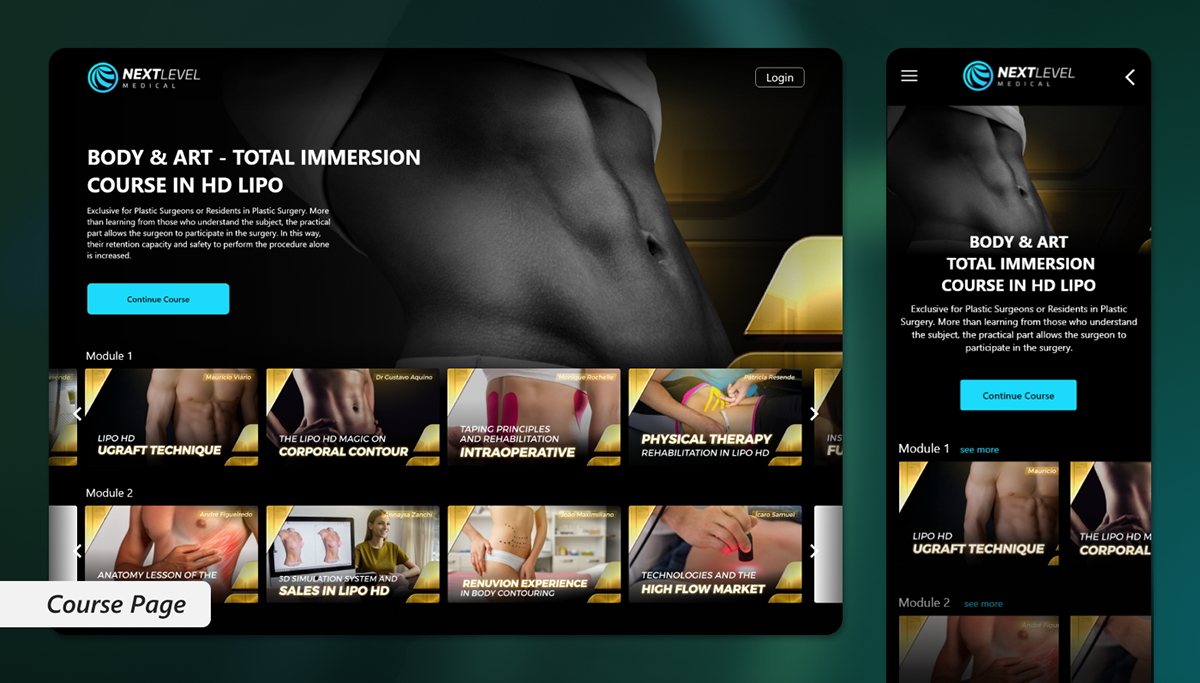 NEXTLEVEL
MEDICAL
Login
BODY & ART - TOTAL IMMERSION
COURSE IN HD LIPO
Exclusive for Plastic Surgeons or Residents in Plastic Surgery. More
than learning from those who understand the subject, the practical
part allows the surgeon to participate in the surgery. In this way,
their retention capacity and safety to perform the procedure alone
is increased.
Continue Course
Module 1
Mauricio Viário
LIPO HD
UGRAFT TECHNIQUE
Dr Gustavo Aquino
THE LIPO HD MAGIC ON
CORPORAL CONTOUR
Rochelle
TAPING PRINCIPLES
AND REHABILITATION
INTRAOPERATIVE
Patricia Resende
PHYSICAL THERAPY
REHABILITATION IN LIPO HD
INS
FU
Module 2
André Figueiredo
ANATOMY LESSON OF THE
Zanchi
3D SIMULATION SYSTEM AND
SALES IN LIPO HD
João Maximiliano
RENUVION EXPERIENCE
IN BODY CONTOURING
Ícaro Samuel
TECHNOLOGIES AND THE
HIGH FLOW MARKET
Course Page
NEXTLEVEL
MEDICAL
BODY & ART
TOTAL IMMERSION
COURSE IN HD LIPO
Exclusive for Plastic Surgeons or Residents in Plastic
Surgery. More than learning from those who understand
the subject, the practical part allows the surgeon to
participate in the surgery.
Continue Course
Module 1 see more
Mauricio
LIPO HD
UGRAFT TECHNIQUE
THE LIPO HD M
CORPORAL
Module 2 see more
André Figue